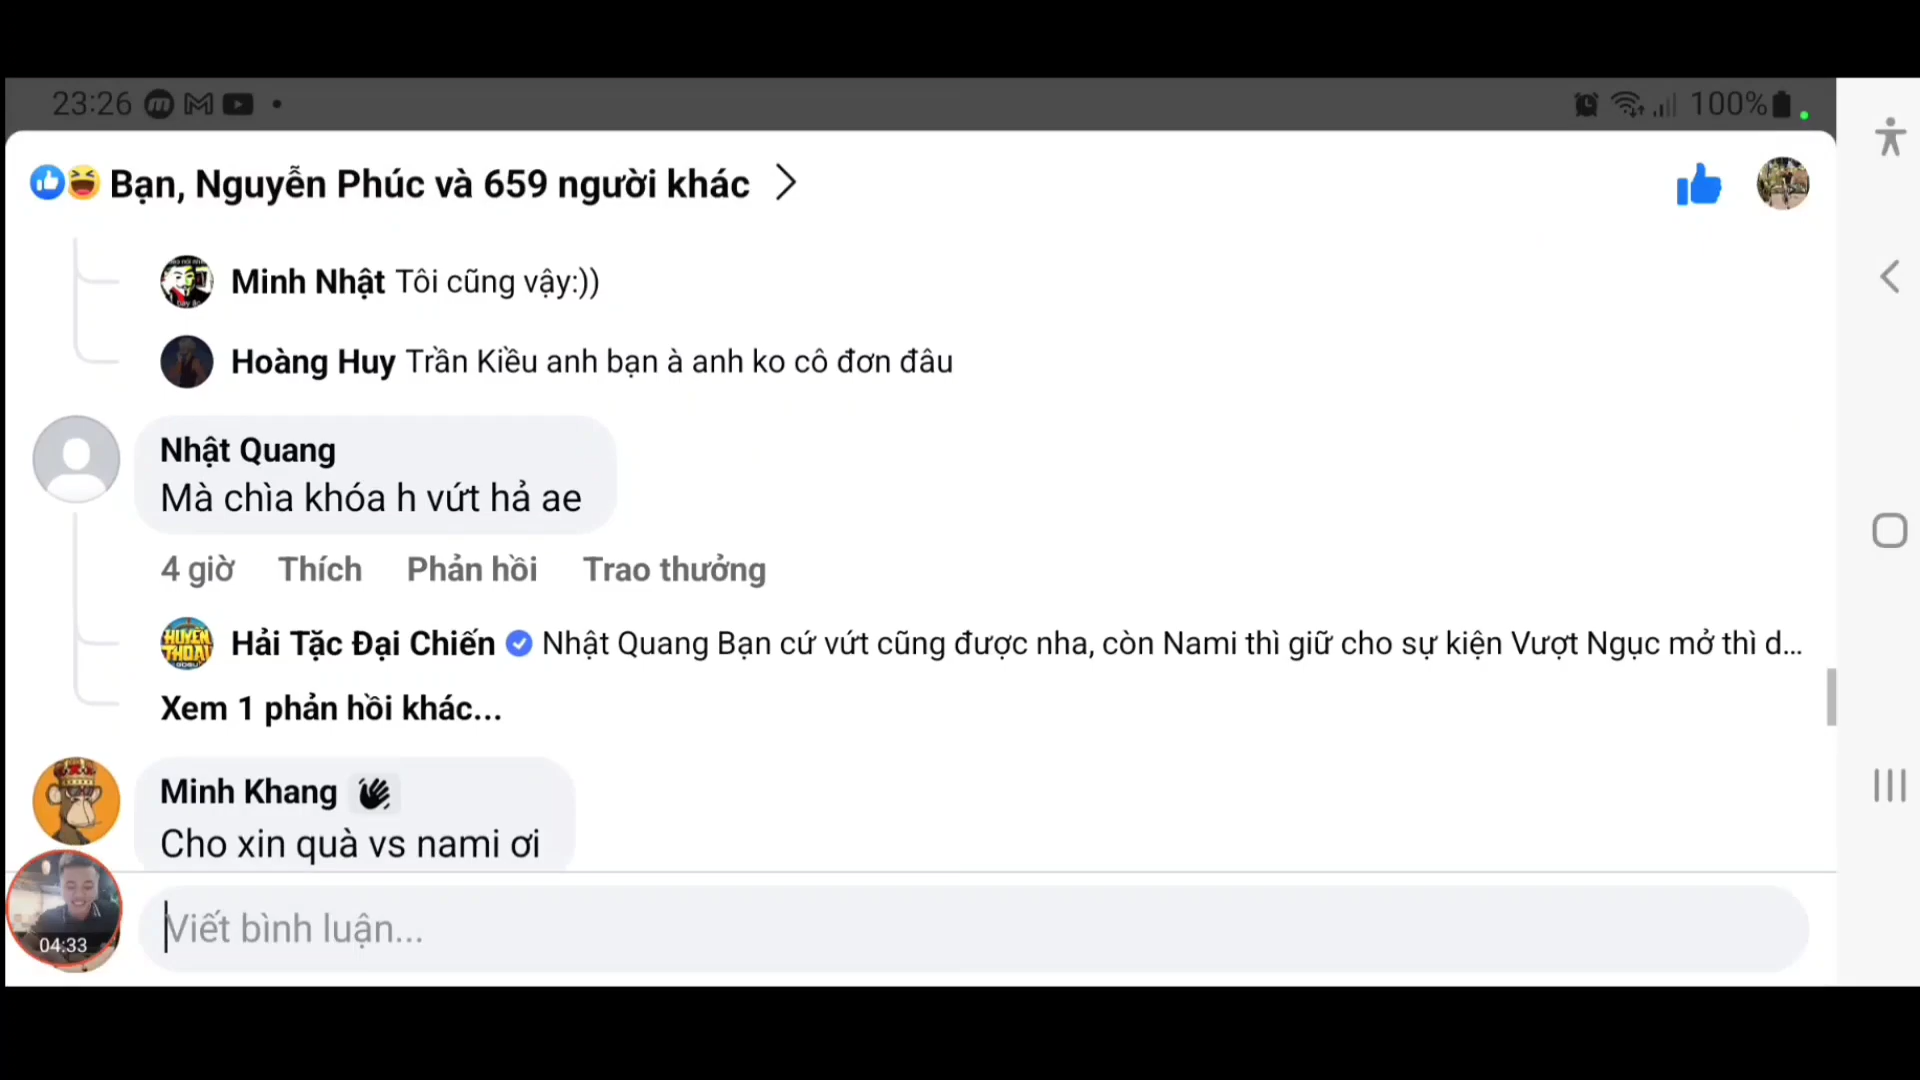 23:26
100%
Bạn, Nguyễn Phúc và 659 người khác
Minh Nhật Tôi cũng vậy:))
Hoàng Huy Trần Kiều anh bạn à anh ko cô đơn đâu
Nhật Quang
Mà chìa khóa h vứt hả ae
4 giờ Thích Phản hồi Trao thưởng
HUYỀN THOẠI
Hải Tặc Đại Chiến Nhật Quang Bạn cứ vứt cũng được nha, còn Nami thì giữ cho sự kiện Vượt Ngục mở thì d...
Xem 1 phản hồi khác...
Minh Khang
Cho xin quà vs nami ơi
04:33
Viết bình luận...